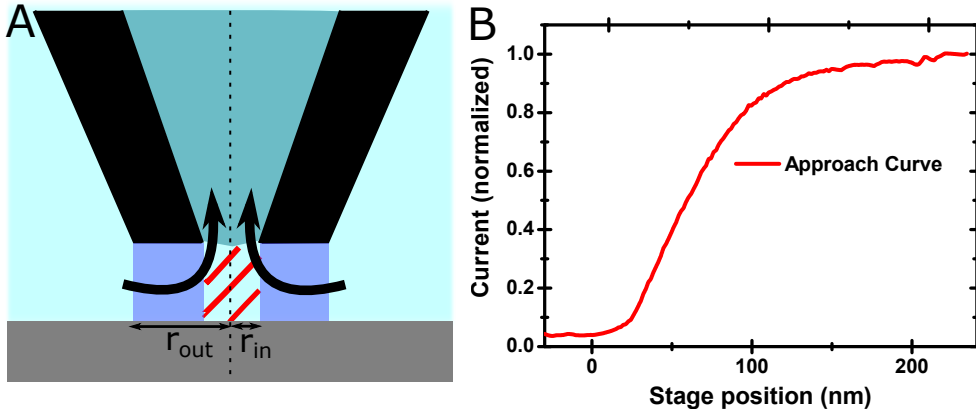 A
r_out
r_in
B
Current (normalized)
1.0
0.8
0.6
0.4
0.2
0.0
Approach Curve
0
100
200
Stage position (nm)